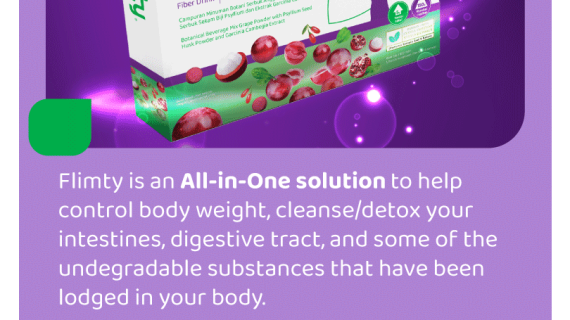 Fiber Drink
Campuran Minuman Botani Serbuk
Serbuk Sekam Biji Psyllium dan Ekstrak Garcinia
Botanical Beverage Mix Grape Powder with Psyllium Seed
Husk Powder and Garcinia Cambogia Extract
Flimty is an All-in-One solution to help
control body weight, cleanse/detox your
intestines, digestive tract, and some of the
undegradable substances that have been
lodged in your body.